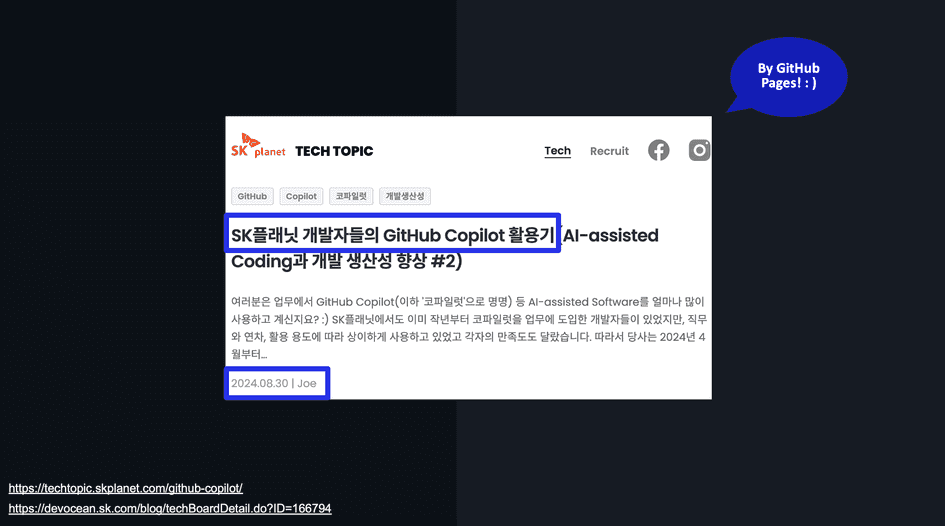 By GitHub
Pages! : )
SK planet TECH TOPIC
Tech
Recruit
GitHub
Copilot
코파일럿
개발생산성
SK플래닛 개발자들의 GitHub Copilot 활용기(AI-assisted
Coding과 개발 생산성 향상 #2)
여러분은 업무에서 GitHub Copilot(이하 '코파일럿'으로 명명) 등 AI-assisted Software를 얼마나 많이
사용하고 계신지요? :) SK플래닛에서도 이미 작년부터 코파일럿을 업무에 도입한 개발자들이 있었지만, 직무
와 연차, 활용 용도에 따라 상이하게 사용하고 있었고 각자의 만족도도 달랐습니다. 따라서 당사는 2024년 4
월부터...
2024.08.30 | Joe
https://techtopic.skplanet.com/github-copilot/
https://devocean.sk.com/blog/techBoardDetail.do?ID=166794